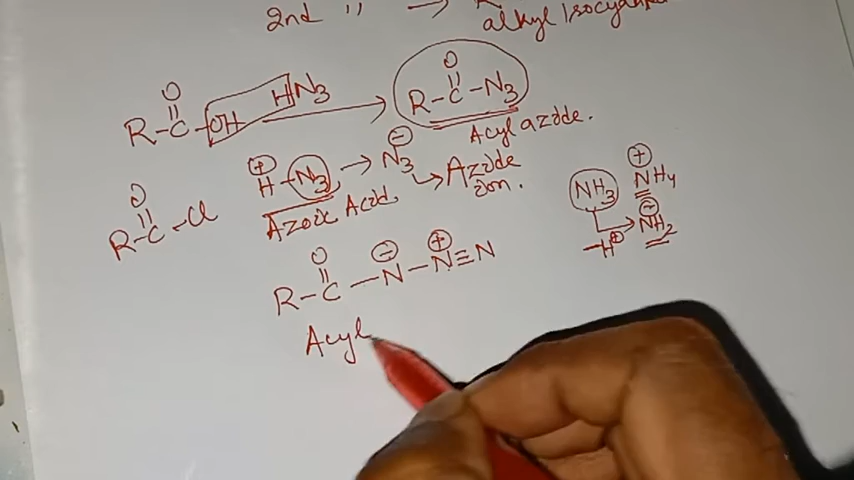 2nd ,, →
alkyl Isocyan
O O
R-C-OH HN3 → R-C-N3
Acyl azide.
⊕ H-N3 → N3 ⊖ → Azide ion.
Azoic Acid
O
R-C-Cl
NH3 ⊕ NH4
-H⊕ → ⊖ NH2
O ⊖ ⊕
R-C-N-N≡N
Acyl